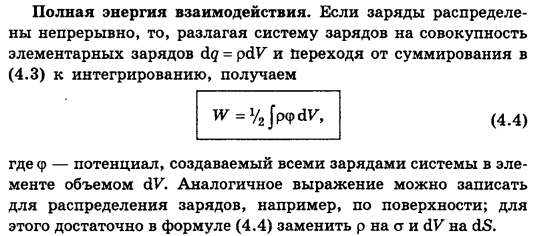 Полная энергия взаимодействия. Если заряды распределе-
ны непрерывно, то, разлагая систему зарядов на совокупность
элементарных зарядов dq = ρdV и переходя от суммирования в
(4.3) к интегрированию, получаем
W = ½ ∫ρφ dV, (4.4)
где φ — потенциал, создаваемый всеми зарядами системы в эле-
менте объемом dV. Аналогичное выражение можно записать
для распределения зарядов, например, по поверхности; для
этого достаточно в формуле (4.4) заменить ρ на σ и dV на dS.